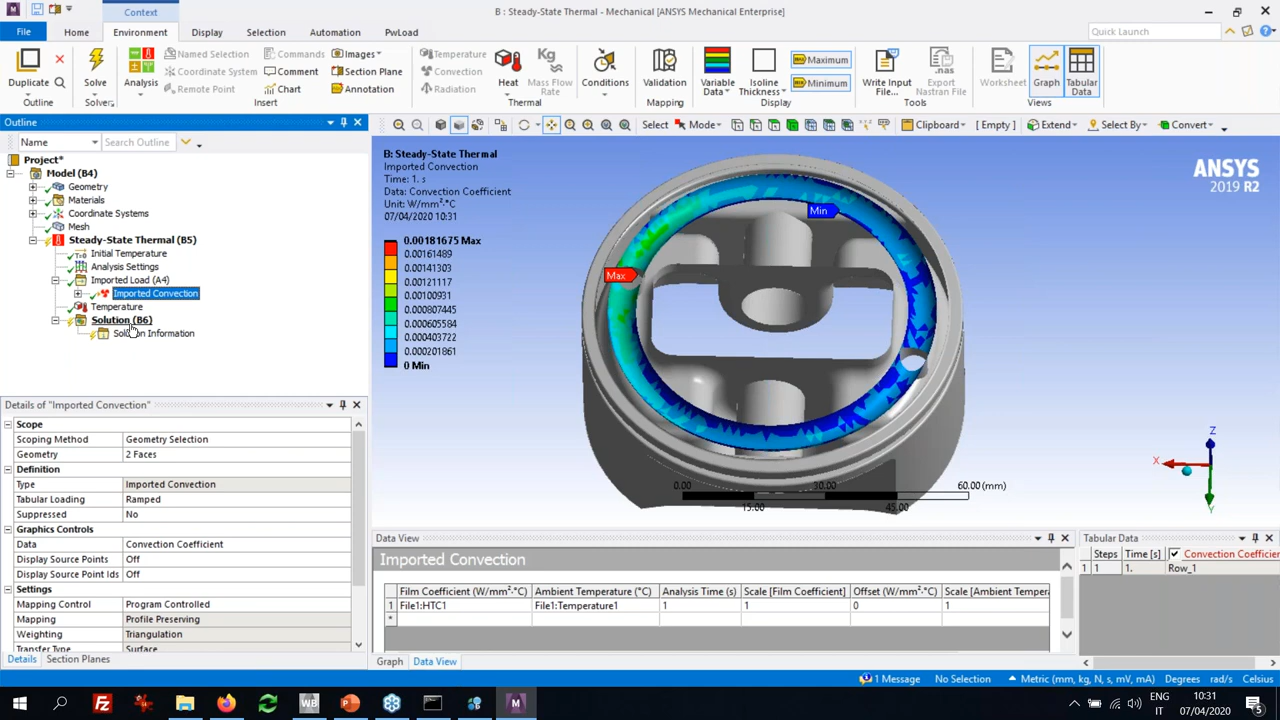 Context
B : Steady-State Thermal - Mechanical [ANSYS Mechanical Enterprise]
File Home Environment Display Selection Automation PwLoad
Quick Launch
Duplicate
Outline
Solve
Solver
Analysis
Named Selection
Coordinate System
Remote Point
Commands
Comment
Chart
Images
Section Plane
Annotation
Insert
Temperature
Convection
Radiation
Heat
Mass Flow
Rate
Kg
Conditions
Thermal
Validation
Mapping
Variable
Data
Isoline
Thickness
Maximum
Minimum
Display
Write Input
File...
Export
Nastran File
.nas
Tools
Worksheet
Graph
Tabular
Data
Views
Outline
Name
Search Outline
Select
Mode
Clipboard
[ Empty ]
Extend
Select By
Convert
Project*
Model (B4)
Geometry
Materials
Coordinate Systems
Mesh
Steady-State Thermal (B5)
Initial Temperature
Analysis Settings
Imported Load (A4)
Imported Convection
Temperature
Solution (B6)
Solution Information
B: Steady-State Thermal
Imported Convection
Time: 1. s
Data: Convection Coefficient
Unit: W/mm²·°C
07/04/2020 10:31
0.00181675 Max
0.00161489
0.00141303
0.00121117
0.00100931
0.000807445
0.000605584
0.000403722
0.000201861
0 Min
Min
Max
ANSYS
2019 R2
0.00
30.00
60.00
(mm)
15.00
45.00
Z
X
Y
Details of "Imported Convection"
Scope
Scoping Method Geometry Selection
Geometry 2 Faces
Definition
Type Imported Convection
Tabular Loading Ramped
Suppressed No
Graphics Controls
Data Convection Coefficient
Display Source Points Off
Display Source Point Ids Off
Settings
Mapping Control Program Controlled
Mapping Profile Preserving
Weighting Triangulation
Transfer Type Surface
Details
Section Planes
Data View
Imported Convection
Film Coefficient (W/mm²·°C) Ambient Temperature (°C) Analysis Time (s) Scale [Film Coefficient] Offset (W/mm²·°C) Scale [Ambient Tempera
1 File1:HTC1 File1:Temperature1 1 1 0 1
*
Graph
Data View
Tabular Data
Steps Time [s] Convection Coefficier
1 1 1. Row_1
1 Message
No Selection
Metric (mm, kg, N, s, mV, mA)
Degrees
rad/s
Celsius
ENG
IT
10:31
07/04/2020
5